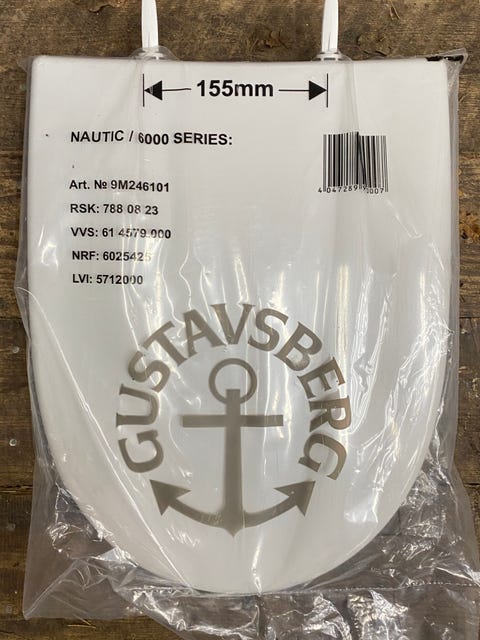 155mm
NAUTIC / 6000 SERIES:
Art. № 9M246101
RSK: 788 08 23
VVS: 61 4579.000
NRF: 6025425
LVI: 5712000
GUSTAVSBERG